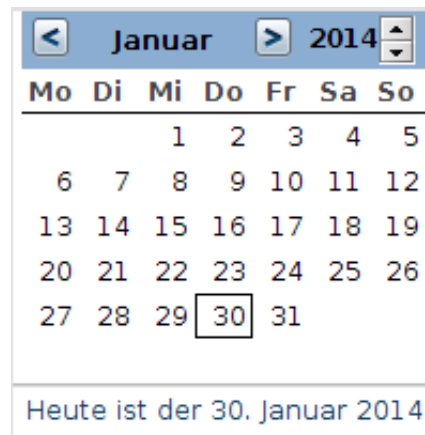 < Januar > 2014
Mo Di Mi Do Fr Sa So
1 2 3 4 5
6 7 8 9 10 11 12
13 14 15 16 17 18 19
20 21 22 23 24 25 26
27 28 29 30 31
Heute ist der 30. Januar 2014